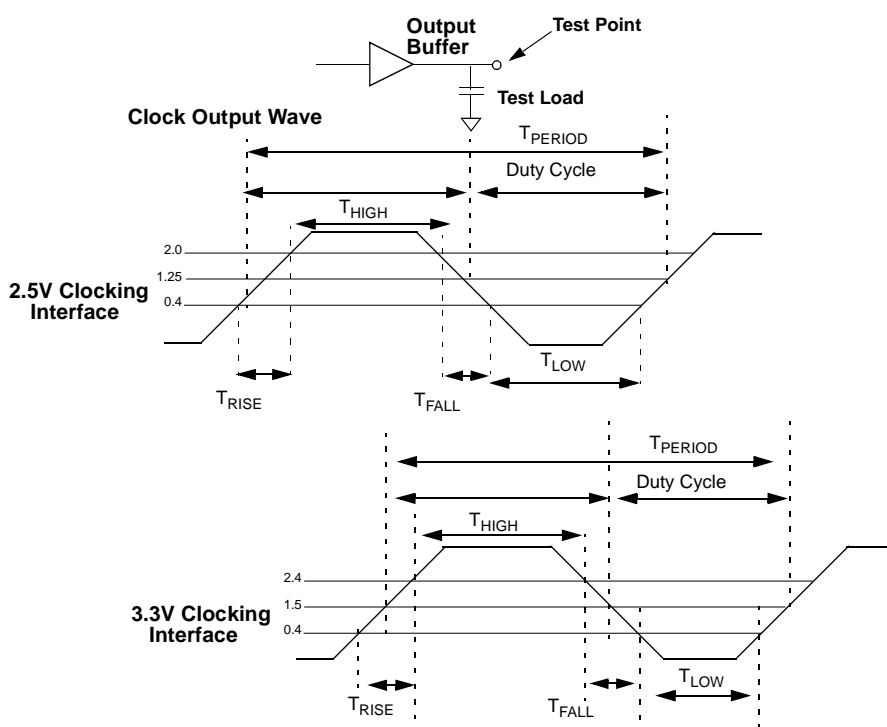 Output
Buffer
Test Point
Test Load
Clock Output Wave
TPERIOD
Duty Cycle
THIGH
2.0
1.25
0.4
2.5V Clocking
Interface
TLOW
TRISE
TFALL
TPERIOD
Duty Cycle
THIGH
2.4
1.5
0.4
3.3V Clocking
Interface
TLOW
TRISE
TFALL